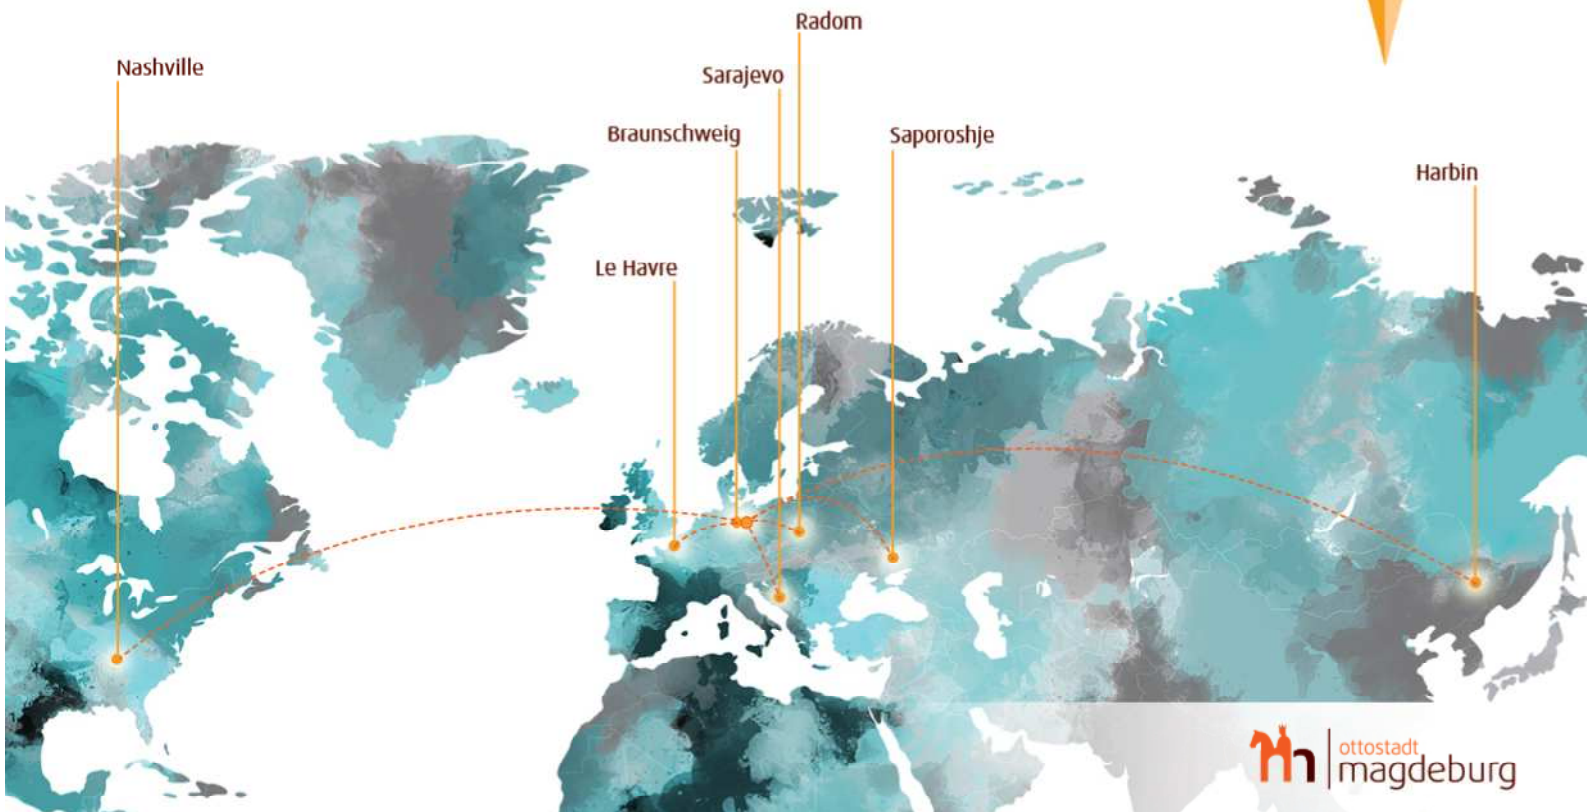 Radom
Nashville
Sarajevo
Braunschweig
Saporoshje
Harbin
Le Havre
ottostadt
magdeburg